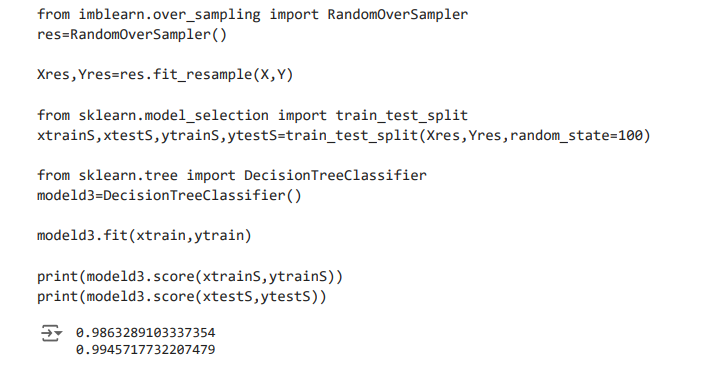 from imblearn.over_sampling import RandomOverSampler
res=RandomOverSampler()
Xres,Yres=res.fit_resample(X,Y)
from sklearn.model_selection import train_test_split
xtrainS,xtestS,ytrainS,ytestS=train_test_split(Xres,Yres,random_state=100)
from sklearn.tree import DecisionTreeClassifier
modeld3=DecisionTreeClassifier()
modeld3.fit(xtrain,ytrain)
print(modeld3.score(xtrainS,ytrainS))
print(modeld3.score(xtestS,ytestS))
0.9863289103337354
0.9945717732207479